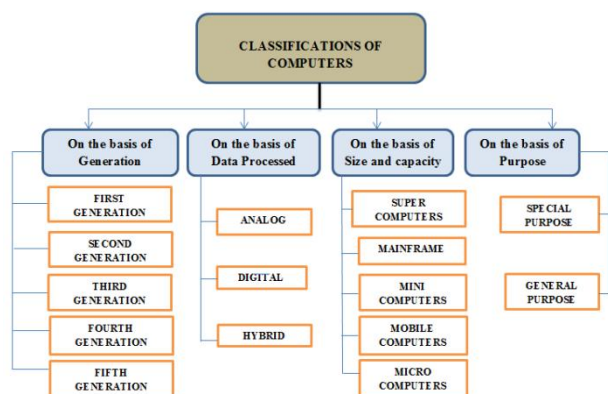 CLASSIFICATIONS OF
COMPUTERS
On the basis of
Generation
FIRST
GENERATION
SECOND
GENERATION
THIRD
GENERATION
FOURTH
GENERATION
FIFTH
GENERATION
On the basis of
Data Processed
ANALOG
DIGITAL
HYBRID
On the basis of
Size and capacity
SUPER
COMPUTERS
MAINFRAME
MINI
COMPUTERS
MOBILE
COMPUTERS
MICRO
COMPUTERS
On the basis of
Purpose
SPECIAL
PURPOSE
GENERAL
PURPOSE